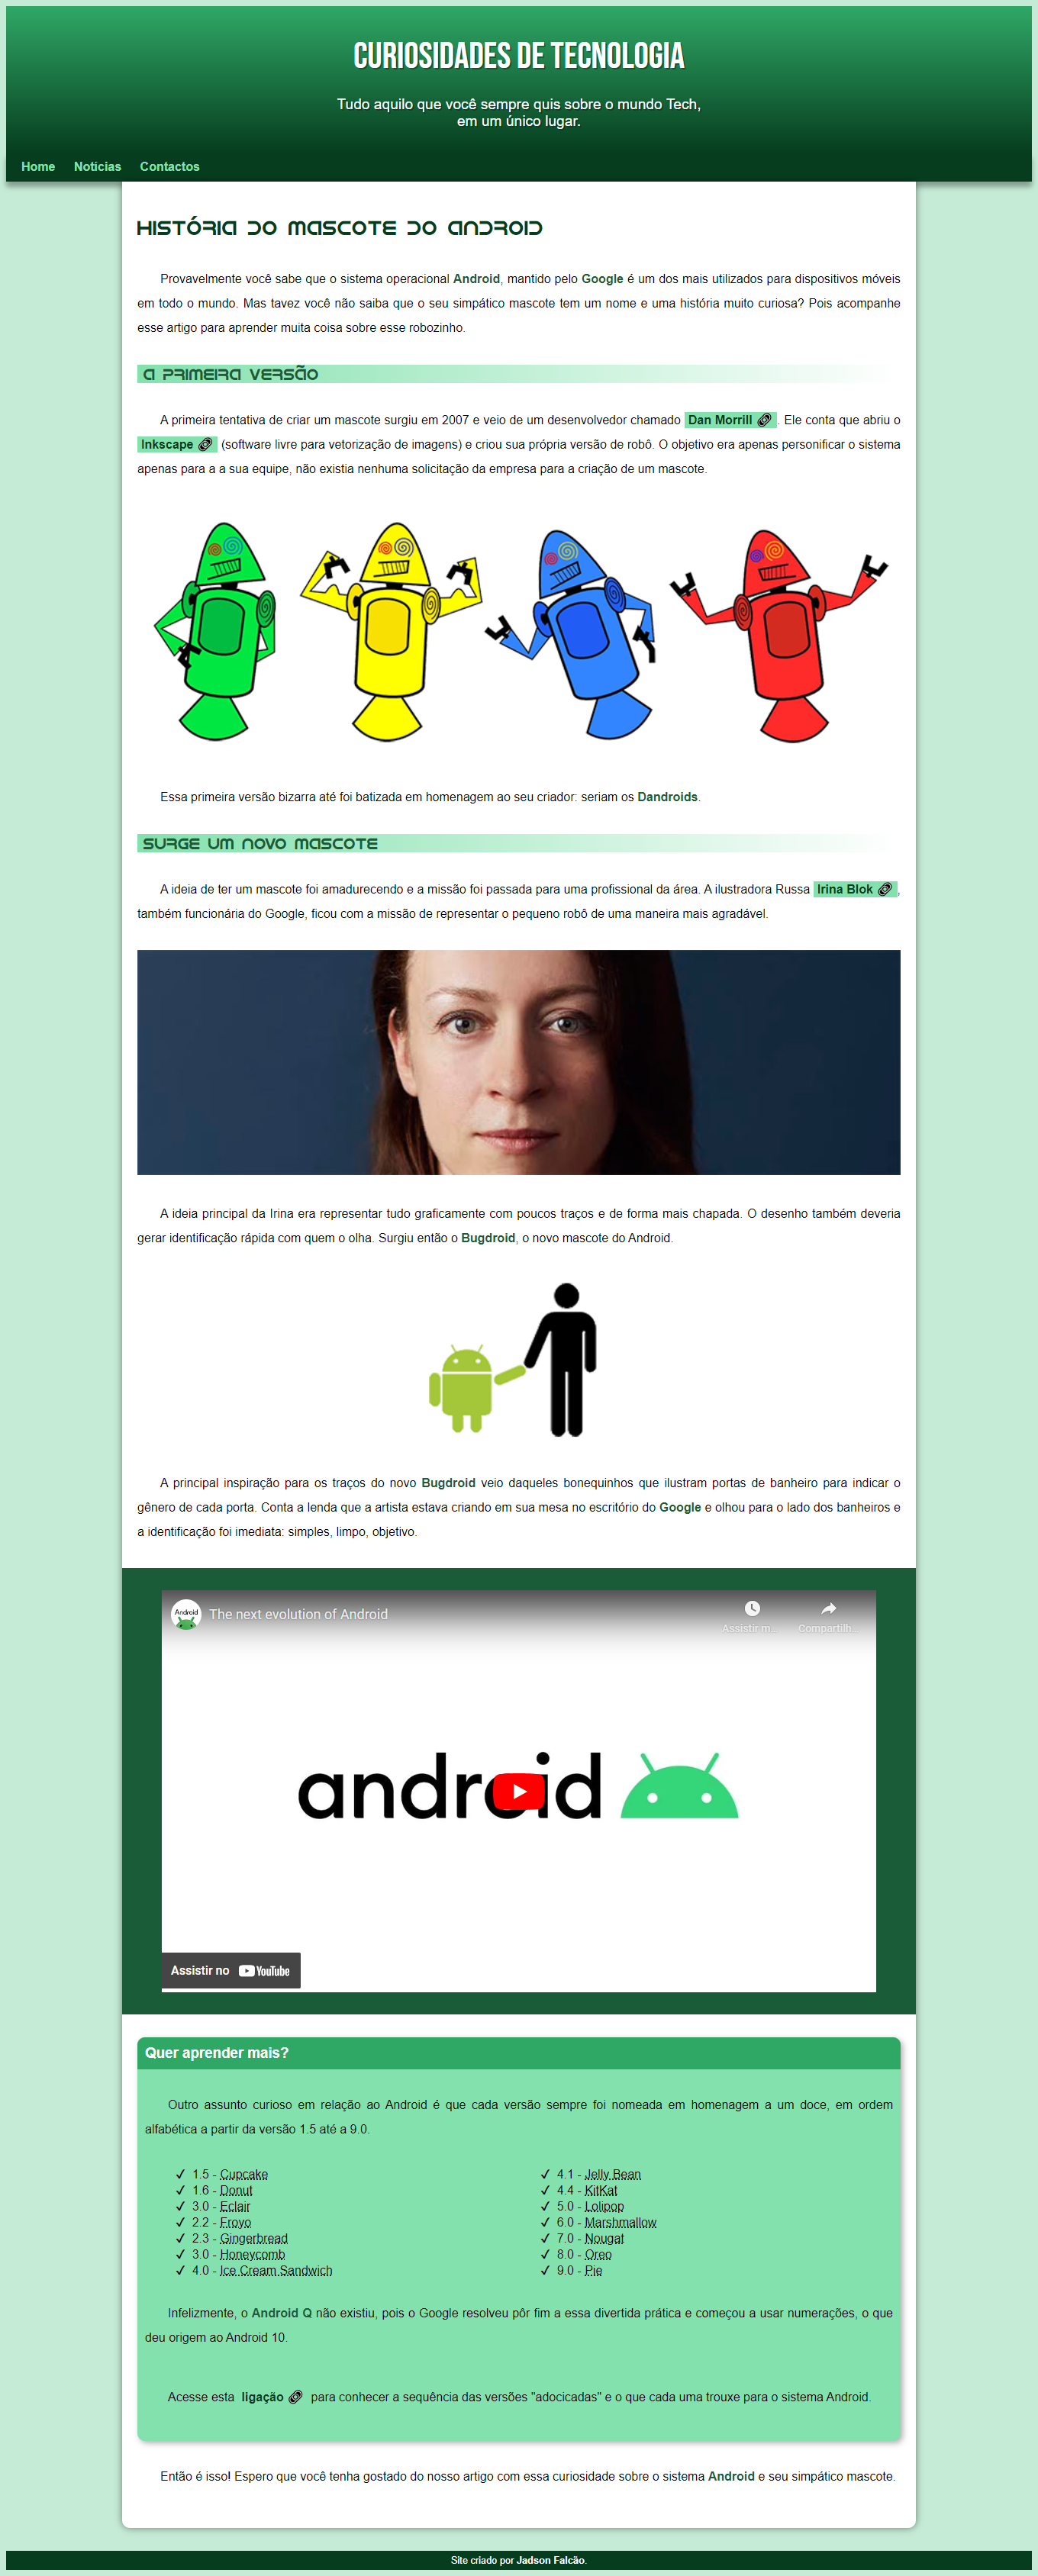 CURIOSIDADES DE TECNOLOGIA
Tudo aquilo que você sempre quis sobre o mundo Tech,
em um único lugar.
Home Notícias Contactos
HISTÓRIA DO MASCOTE DO ANDROID
Provavelmente você sabe que o sistema operacional Android, mantido pelo Google é um dos mais utilizados para dispositivos móveis
em todo o mundo. Mas tavez você não saiba que o seu simpático mascote tem um nome e uma história muito curiosa? Pois acompanhe
esse artigo para aprender muita coisa sobre esse robozinho.
A PRIMEIRA VERSÃO
A primeira tentativa de criar um mascote surgiu em 2007 e veio de um desenvolvedor chamado Dan Morrill. Ele conta que abriu o
Inkscape (software livre para vetorização de imagens) e criou sua própria versão de robô. O objetivo era apenas personificar o sistema
apenas para a a sua equipe, não existia nenhuma solicitação da empresa para a criação de um mascote.
Essa primeira versão bizarra até foi batizada em homenagem ao seu criador: seriam os Dandroids.
SURGE UM NOVO MASCOTE
A ideia de ter um mascote foi amadurecendo e a missão foi passada para uma profissional da área. A ilustradora Russa Irina Blok,
também funcionária do Google, ficou com a missão de representar o pequeno robô de uma maneira mais agradável.
A ideia principal da Irina era representar tudo graficamente com poucos traços e de forma mais chapada. O desenho também deveria
gerar identificação rápida com quem o olha. Surgiu então o Bugdroid, o novo mascote do Android.
A principal inspiração para os traços do novo Bugdroid veio daqueles bonequinhos que ilustram portas de banheiro para indicar o
gênero de cada porta. Conta a lenda que a artista estava criando em sua mesa no escritório do Google e olhou para o lado dos banheiros e
a identificação foi imediata: simples, limpo, objetivo.
Android
The next evolution of Android
Assistir m... Compartilh...
android
Assistir no YouTube
Quer aprender mais?
Outro assunto curioso em relação ao Android é que cada versão sempre foi nomeada em homenagem a um doce, em ordem
alfabética a partir da versão 1.5 até a 9.0.
✓ 1.5 - Cupcake
✓ 1.6 - Donut
✓ 3.0 - Eclair
✓ 2.2 - Froyo
✓ 2.3 - Gingerbread
✓ 3.0 - Honeycomb
✓ 4.0 - Ice Cream Sandwich
✓ 4.1 - Jelly Bean
✓ 4.4 - KitKat
✓ 5.0 - Lolipop
✓ 6.0 - Marshmallow
✓ 7.0 - Nougat
✓ 8.0 - Oreo
✓ 9.0 - Pie
Infelizmente, o Android Q não existiu, pois o Google resolveu pôr fim a essa divertida prática e começou a usar numerações, o que
deu origem ao Android 10.
Acesse esta ligação para conhecer a sequência das versões "adocicadas" e o que cada uma trouxe para o sistema Android.
Então é isso! Espero que você tenha gostado do nosso artigo com essa curiosidade sobre o sistema Android e seu simpático mascote.
Site criado por Jadson Falcão.